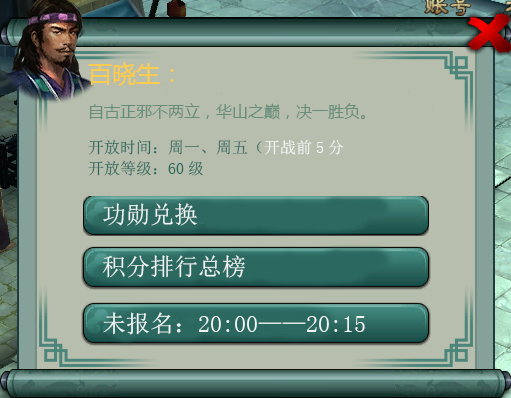 账号
百晓生：
自古正邪不两立，华山之巅，决一胜负。
开放时间：周一、周五（开战前5分
开放等级：60级
功勋兑换
积分排行总榜
未报名：20:00——20:15